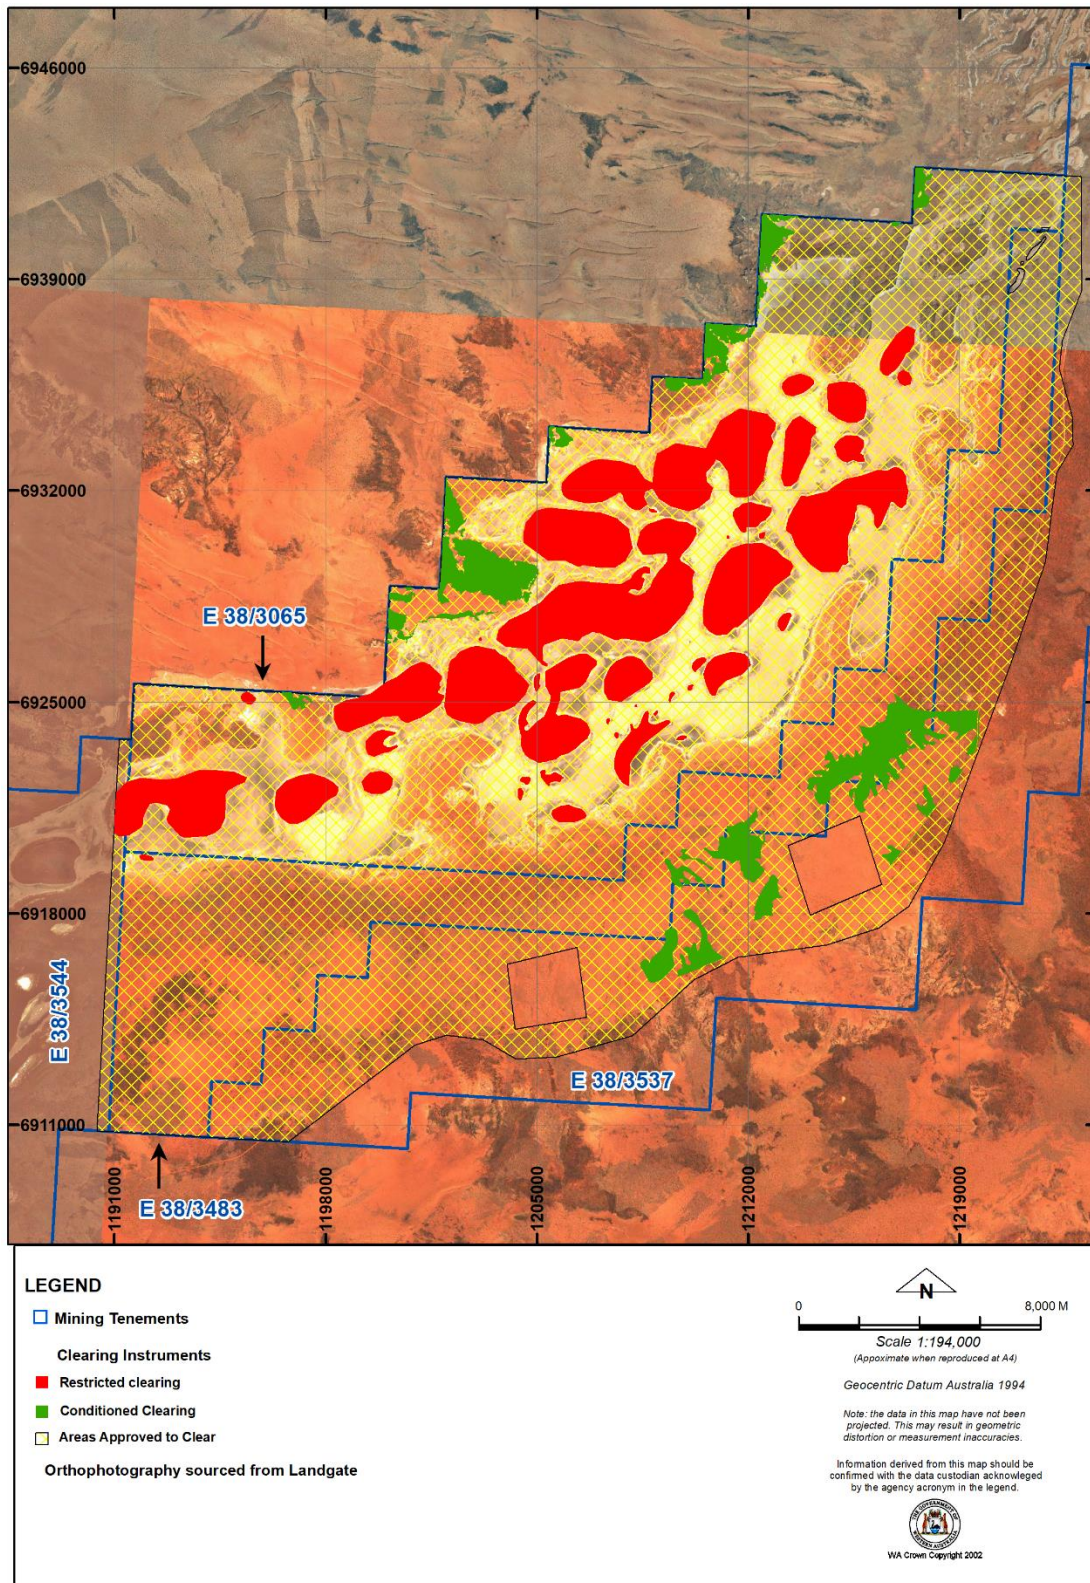 6946000
6939000
6932000
E 38/3065
6925000
6918000
E 38/3544
E 38/3537
6911000
E 38/3483
1191000
1198000
1205000
1212000
1219000
LEGEND
Mining Tenements
Clearing Instruments
Restricted clearing
Conditioned Clearing
Areas Approved to Clear
Orthophotography sourced from Landgate
N
0 8,000 M
Scale 1:194,000
(Appoximate when reproduced at A4)
Geocentric Datum Australia 1994
Note: the data in this map have not been
projected. This may result in geometric
distortion or measurement inaccuracies.
Information derived from this map should be
confirmed with the data custodian acknowleged
by the agency acronym in the legend.
THE GOVERNMENT OF
WESTERN AUSTRALIA
WA Crown Copyright 2002